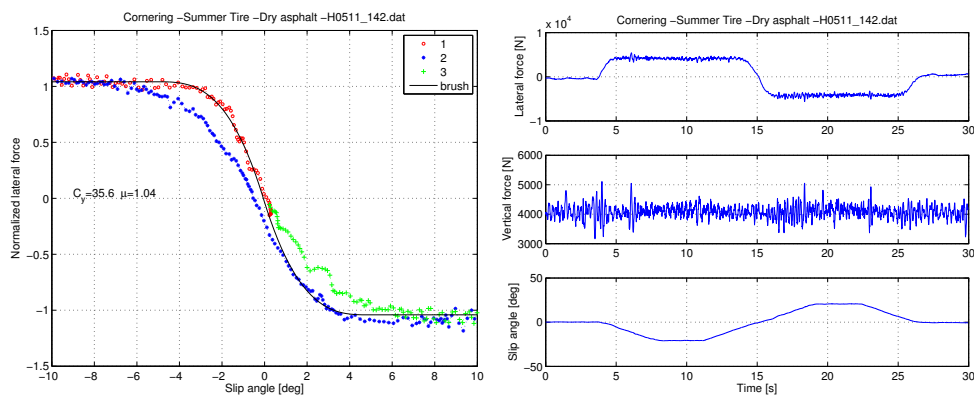 Cornering −Summer Tire −Dry asphalt −H0511_142.dat
1.5
1
0.5
0
−0.5
−1
−1.5
Normalized lateral force
C_y=35.6 μ=1.04
1
2
3
brush
−10 −8 −6 −4 −2 0 2 4 6 8 10
Slip angle [deg]
Cornering −Summer Tire −Dry asphalt −H0511_142.dat
x 10^4
1
0
−1
Lateral force [N]
0 5 10 15 20 25 30
6000
5000
4000
3000
Vertical force [N]
0 5 10 15 20 25 30
50
0
−50
Slip angle [deg]
0 5 10 15 20 25 30
Time [s]